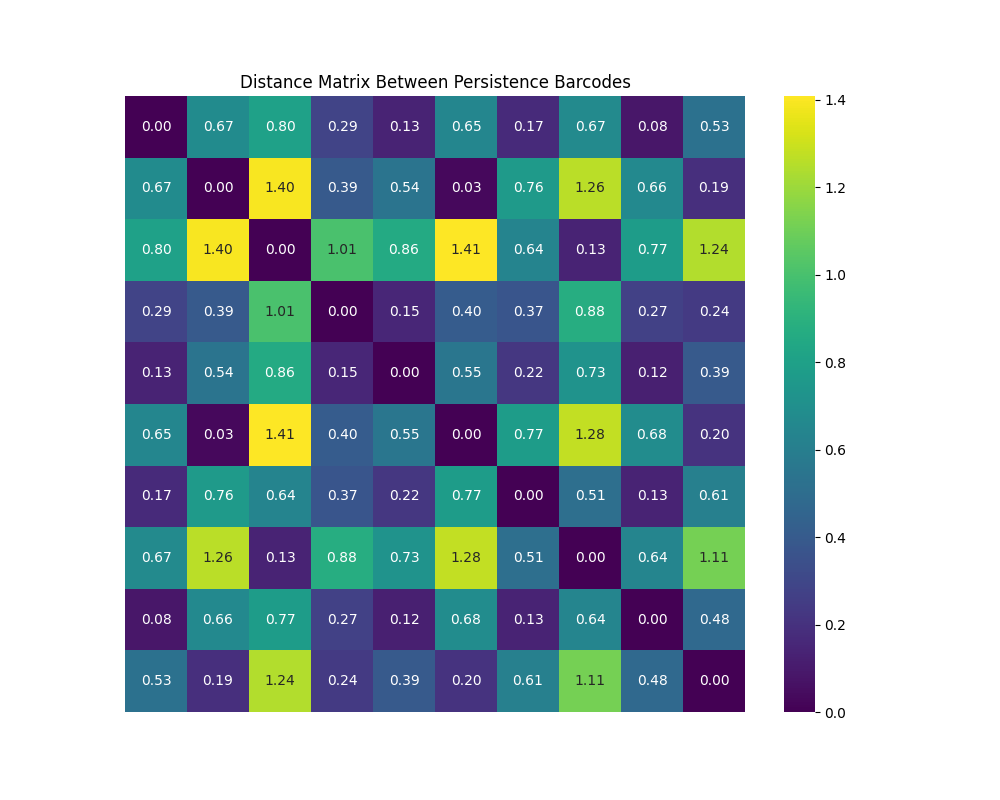 Distance Matrix Between Persistence Barcodes
0.00 0.67 0.80 0.29 0.13 0.65 0.17 0.67 0.08 0.53
0.67 0.00 1.40 0.39 0.54 0.03 0.76 1.26 0.66 0.19
0.80 1.40 0.00 1.01 0.86 1.41 0.64 0.13 0.77 1.24
0.29 0.39 1.01 0.00 0.15 0.40 0.37 0.88 0.27 0.24
0.13 0.54 0.86 0.15 0.00 0.55 0.22 0.73 0.12 0.39
0.65 0.03 1.41 0.40 0.55 0.00 0.77 1.28 0.68 0.20
0.17 0.76 0.64 0.37 0.22 0.77 0.00 0.51 0.13 0.61
0.67 1.26 0.13 0.88 0.73 1.28 0.51 0.00 0.64 1.11
0.08 0.66 0.77 0.27 0.12 0.68 0.13 0.64 0.00 0.48
0.53 0.19 1.24 0.24 0.39 0.20 0.61 1.11 0.48 0.00
1.4
1.2
1.0
0.8
0.6
0.4
0.2
0.0